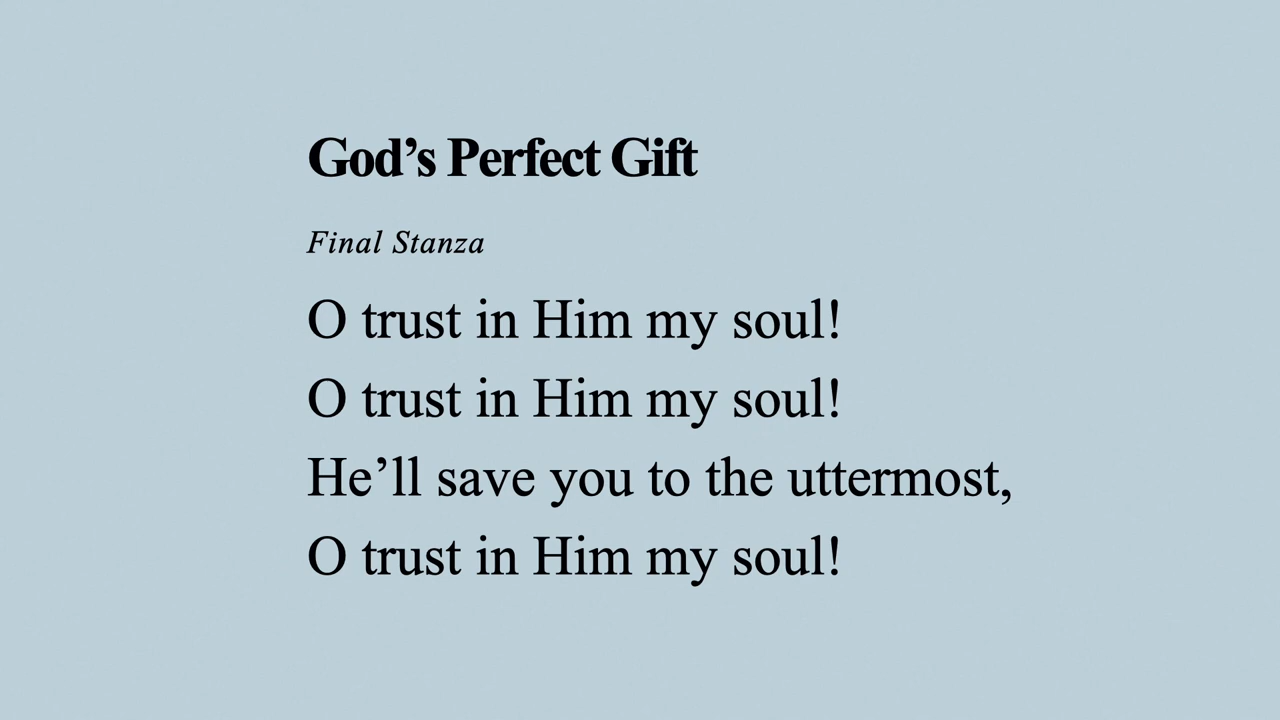 God’s Perfect Gift
Final Stanza
O trust in Him my soul!
O trust in Him my soul!
He’ll save you to the uttermost,
O trust in Him my soul!